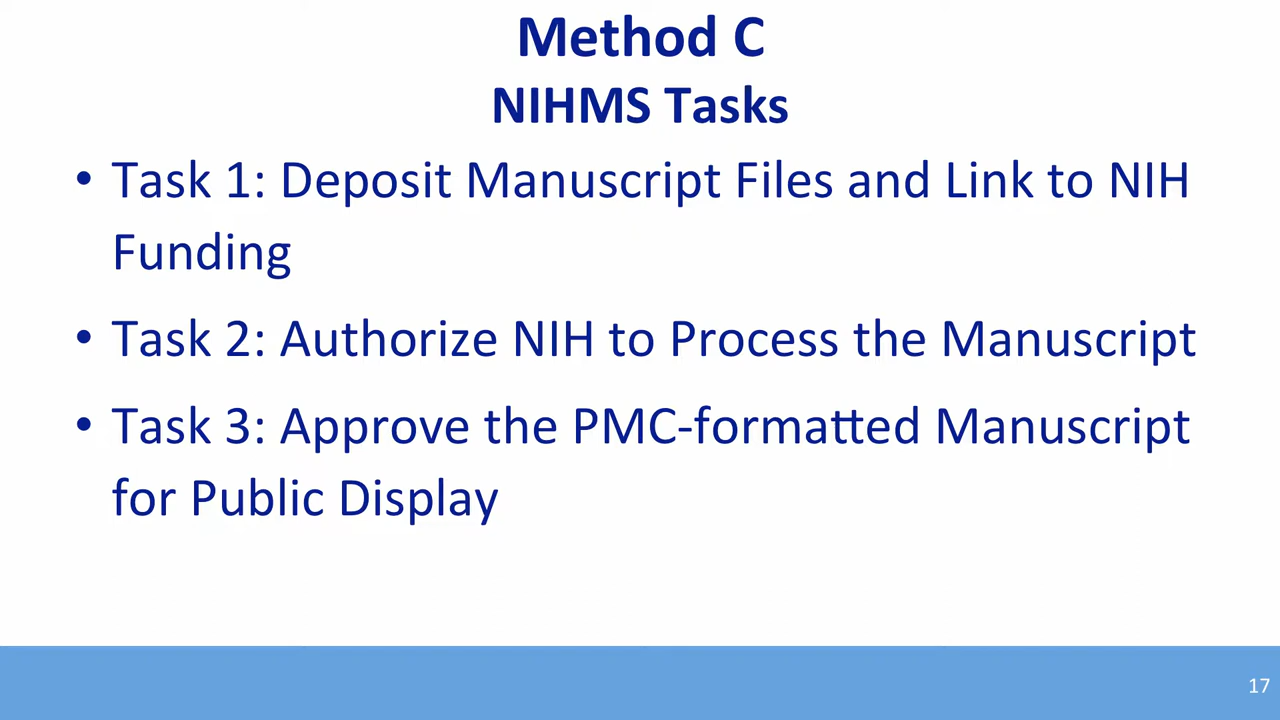 Method C
NIHMS Tasks
• Task 1: Deposit Manuscript Files and Link to NIH
Funding
• Task 2: Authorize NIH to Process the Manuscript
• Task 3: Approve the PMC-formatted Manuscript
for Public Display
17